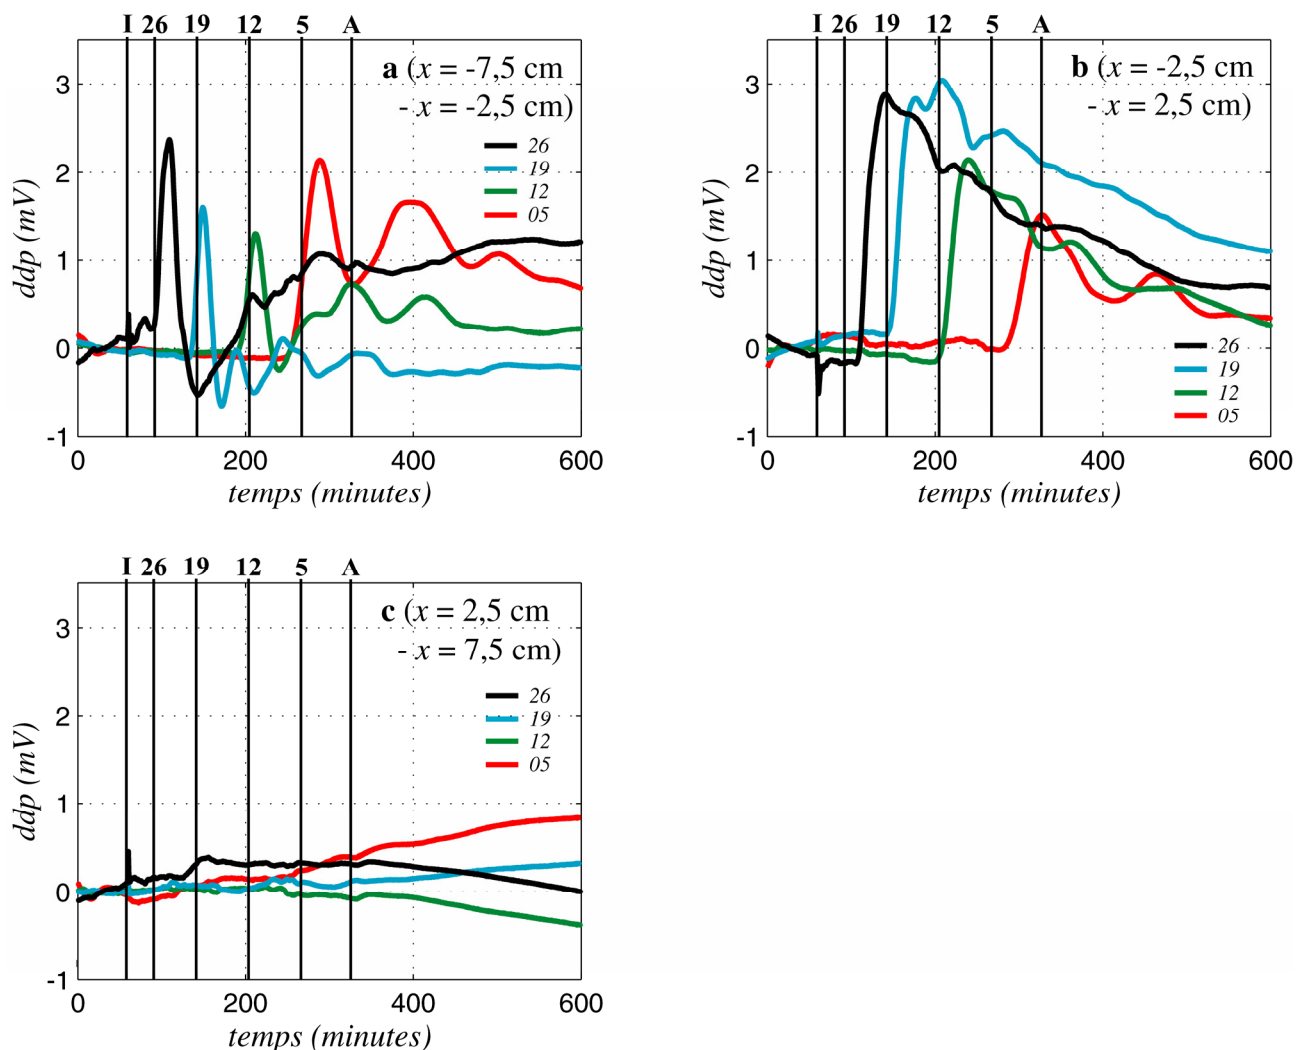 I 26 19 12 5 A
a (x = -7,5 cm
- x = -2,5 cm)
26
19
12
05
3
2
1
0
-1
0 200 400 600
ddp (mV)
temps (minutes)
I 26 19 12 5 A
b (x = -2,5 cm
- x = 2,5 cm)
3
2
1
0
-1
26
19
12
05
0 200 400 600
ddp (mV)
temps (minutes)
I 26 19 12 5 A
c (x = 2,5 cm
- x = 7,5 cm)
26
19
12
05
3
2
1
0
-1
0 200 400 600
ddp (mV)
temps (minutes)